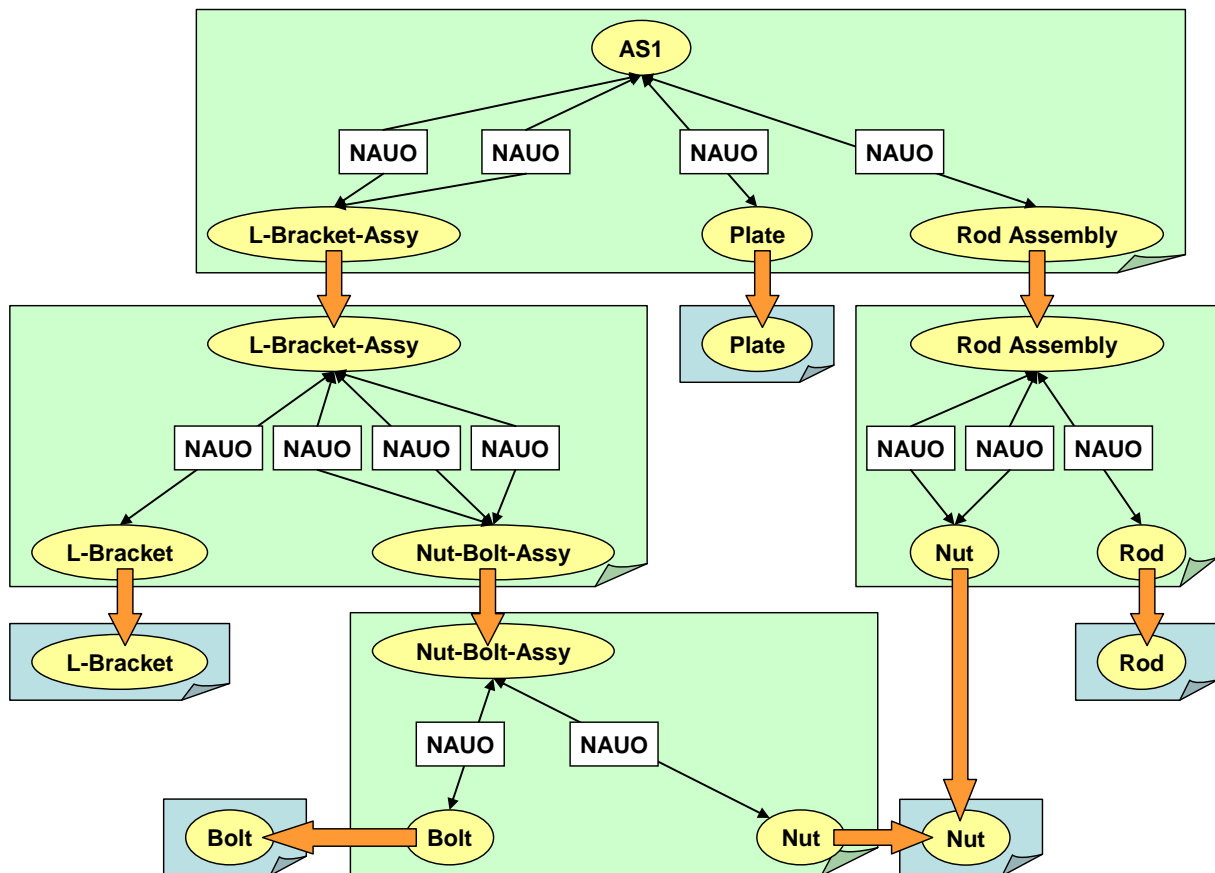 AS1
NAUO
NAUO
NAUO
NAUO
L-Bracket-Assy
Plate
Rod Assembly
L-Bracket-Assy
Plate
Rod Assembly
NAUO
NAUO
NAUO
NAUO
NAUO
NAUO
NAUO
L-Bracket
Nut-Bolt-Assy
Nut
Rod
L-Bracket
Nut-Bolt-Assy
Rod
NAUO
NAUO
Bolt
Bolt
Nut
Nut